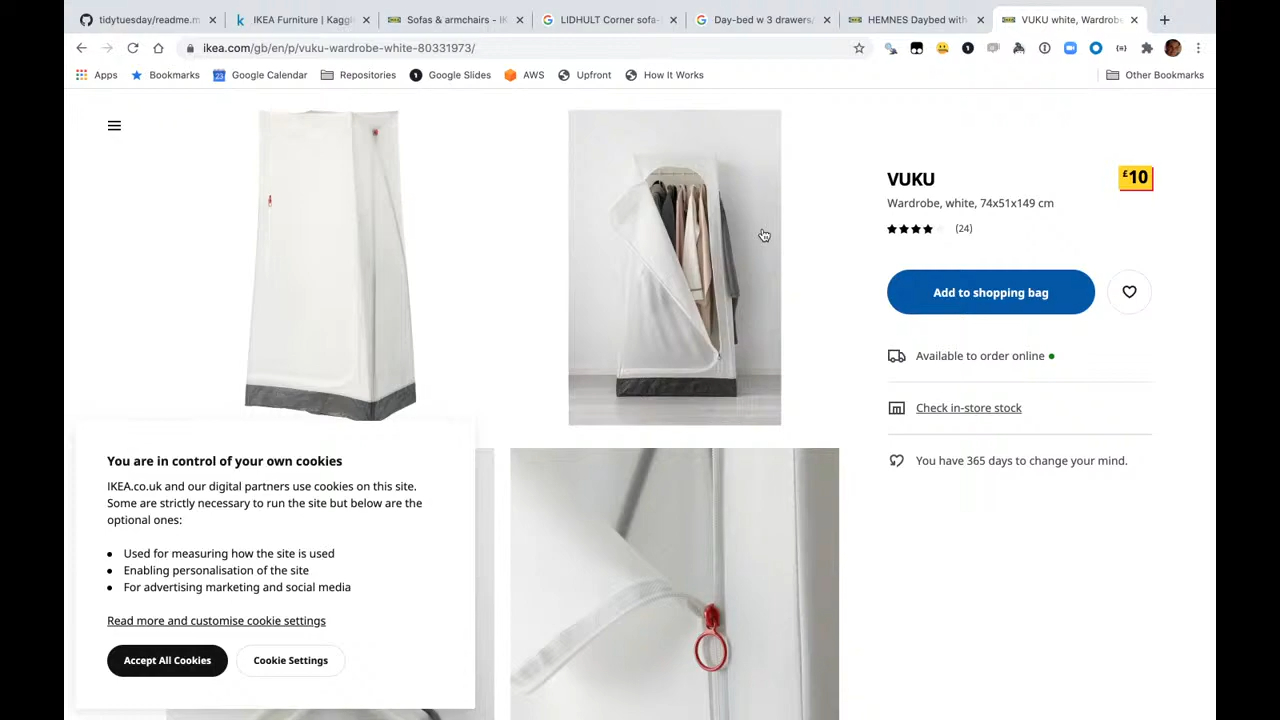 tidytuesday/readme.m
IKEA Furniture | Kaggle
Sofas & armchairs - IK
LIDHULT Corner sofa-
Day-bed w 3 drawers/
HEMNES Daybed with
VUKU white, Wardrobe
ikea.com/gb/en/p/vuku-wardrobe-white-80331973/
Apps
Bookmarks
Google Calendar
Repositories
Google Slides
AWS
Upfront
How It Works
Other Bookmarks
VUKU
£10
Wardrobe, white, 74x51x149 cm
(24)
Add to shopping bag
Available to order online
Check in-store stock
You have 365 days to change your mind.
You are in control of your own cookies
IKEA.co.uk and our digital partners use cookies on this site.
Some are strictly necessary to run the site but below are the
optional ones:
Used for measuring how the site is used
Enabling personalisation of the site
For advertising marketing and social media
Read more and customise cookie settings
Accept All Cookies
Cookie Settings